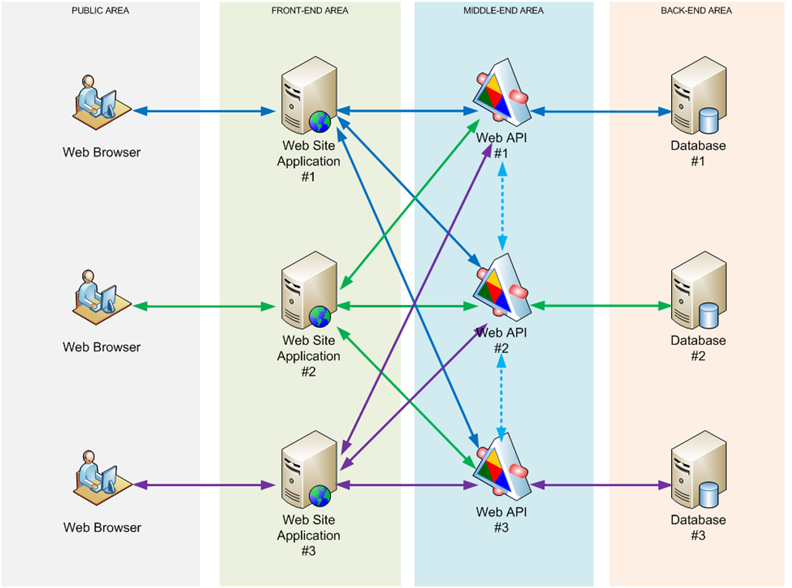 PUBLIC AREA
FRONT-END AREA
MIDDLE-END AREA
BACK-END AREA
Web Browser
Web Site
Application
#1
Web API
#1
Database
#1
Web Browser
Web Site
Application
#2
Web API
#2
Database
#2
Web Browser
Web Site
Application
#3
Web API
#3
Database
#3